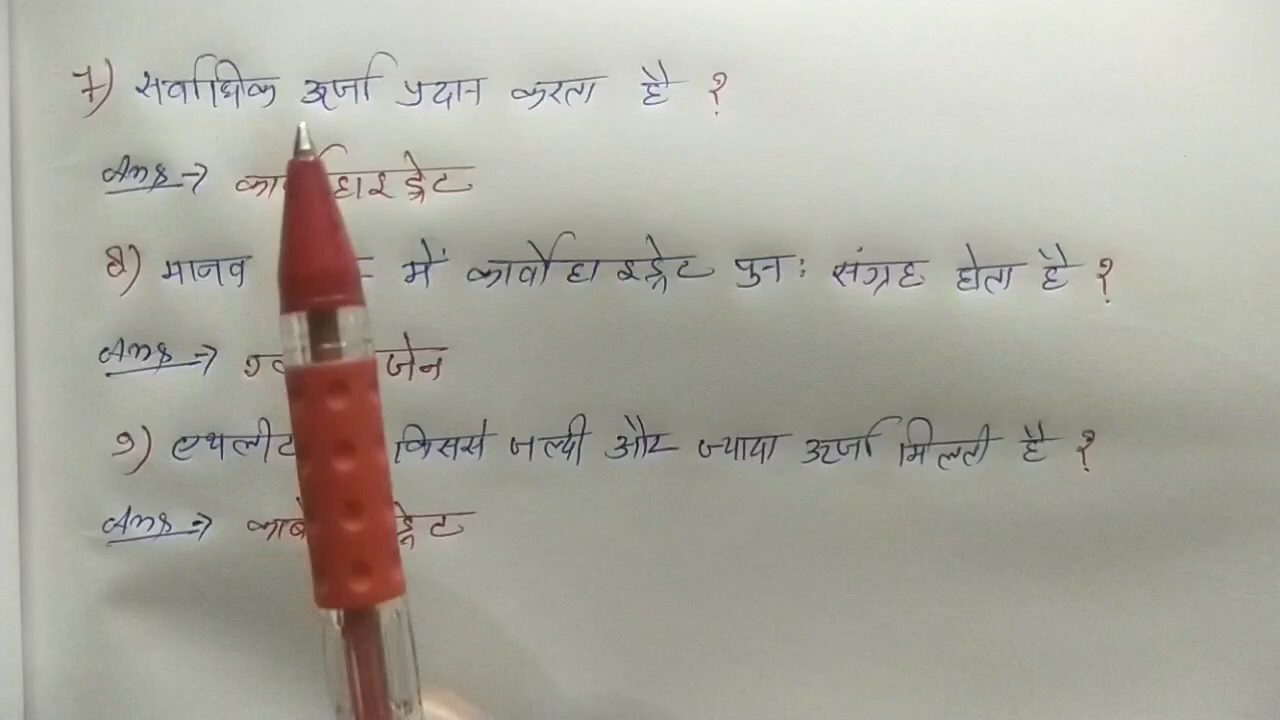 7) सर्वाधिक ऊर्जा प्रदान करता है ?
Ans → हाइड्रेट
8) मानव में कार्वोहाइड्रेट पुनः संग्रह होता है ?
Ans → जेन
9) एथलीट किससे जल्दी और ज्यादा ऊर्जा मिलती है ?
Ans →